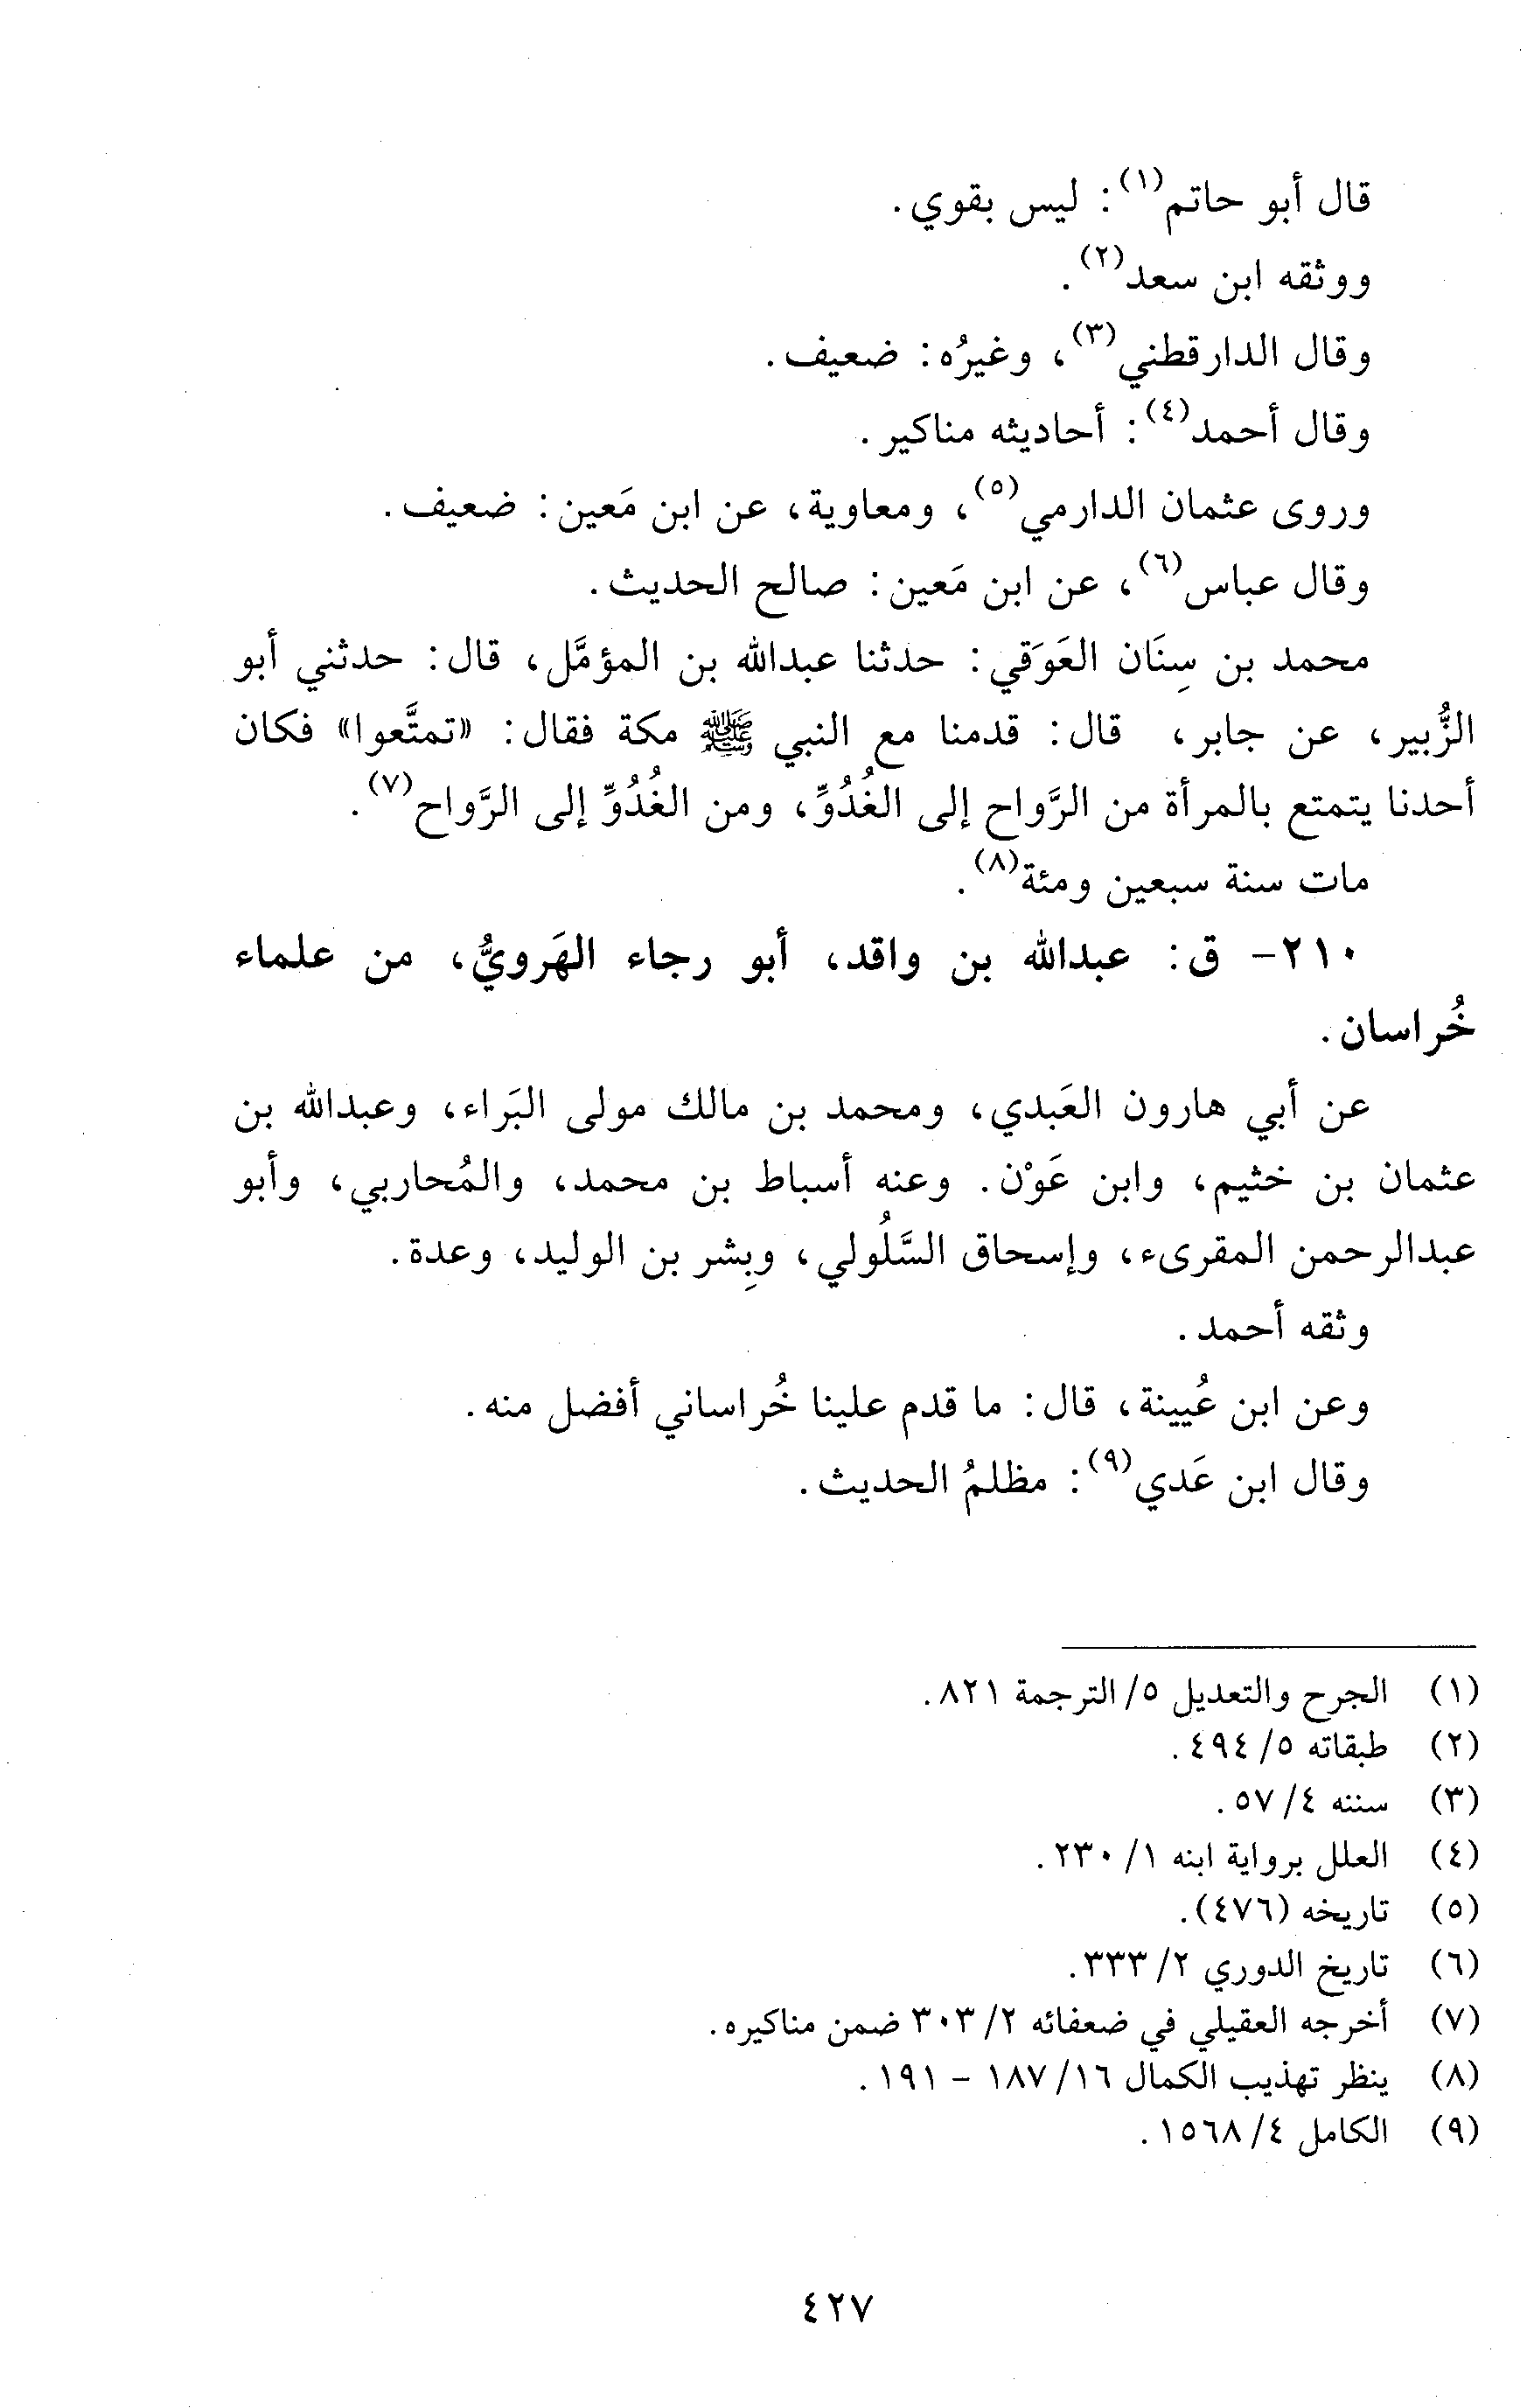 قال أبو حاتم(١): ليس بقوي.
ووثقه ابن سعد(٢).
وقال الدارقطني(٣)، وغيرُه: ضعيف.
وقال أحمد(٤): أحاديثه مناكير.
وروى عثمان الدارمي(٥)، ومعاوية، عن ابن مَعين: ضعيف.
وقال عباس(٦)، عن ابن مَعين: صالح الحديث.
محمد بن سِنَان العَوَقي: حدثنا عبدالله بن المؤمَّل، قال: حدثني أبو
الزُّبير، عن جابر، قال: قدمنا مع النبي ﷺ مكة فقال: «تمتَّعوا» فكان
أحدنا يتمتع بالمرأة من الرَّواح إلى الغُدُوِّ، ومن الغُدُوِّ إلى الرَّواح(٧).
مات سنة سبعين ومئة(٨).
٢١٠- ق: عبدالله بن واقد، أبو رجاء الهَرويُّ، من علماء
خُراسان.
عن أبي هارون العَبدي، ومحمد بن مالك مولى البَراء، وعبدالله بن
عثمان بن خثيم، وابن عَوْن. وعنه أسباط بن محمد، والمُحاربي، وأبو
عبدالرحمن المقرىء، وإسحاق السَّلُولي، وبِشر بن الوليد، وعدة.
وثقه أحمد.
وعن ابن عُيينة، قال: ما قدم علينا خُراساني أفضل منه.
وقال ابن عَدي(٩): مظلمُ الحديث.
(١) الجرح والتعديل ٥/ الترجمة ٨٢١.
(٢) طبقاته ٥/ ٤٩٤.
(٣) سننه ٤/ ٥٧.
(٤) العلل برواية ابنه ١/ ٢٣٠.
(٥) تاريخه (٤٧٦).
(٦) تاريخ الدوري ٢/ ٣٣٣.
(٧) أخرجه العقيلي في ضعفائه ٢/ ٣٠٣ ضمن مناكيره.
(٨) ينظر تهذيب الكمال ١٦/ ١٨٧ - ١٩١.
(٩) الكامل ٤/ ١٥٦٨.
٤٢٧